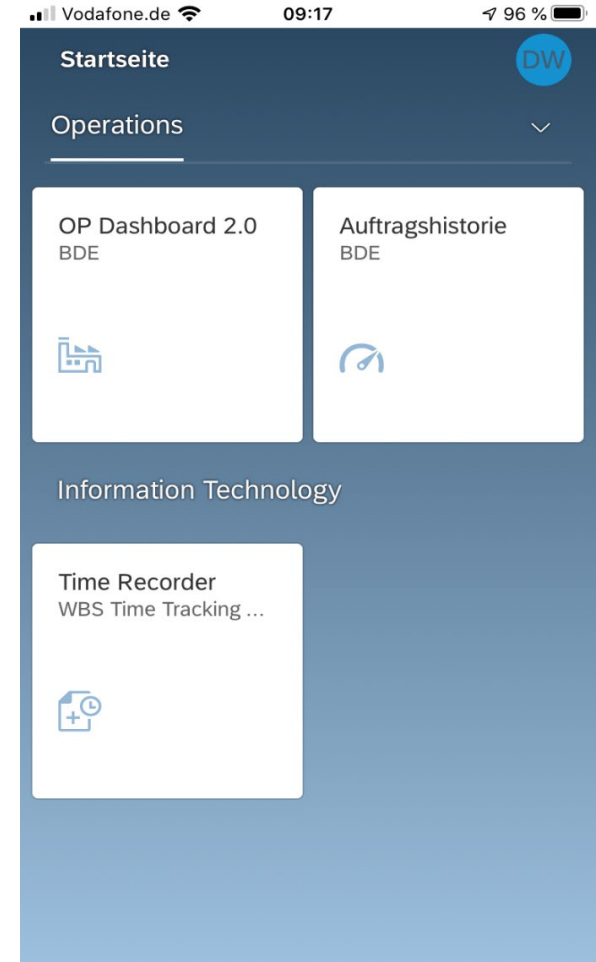 Vodafone.de 09:17 96 %
Startseite DW
Operations
OP Dashboard 2.0
BDE
Auftragshistorie
BDE
Information Technology
Time Recorder
WBS Time Tracking ...